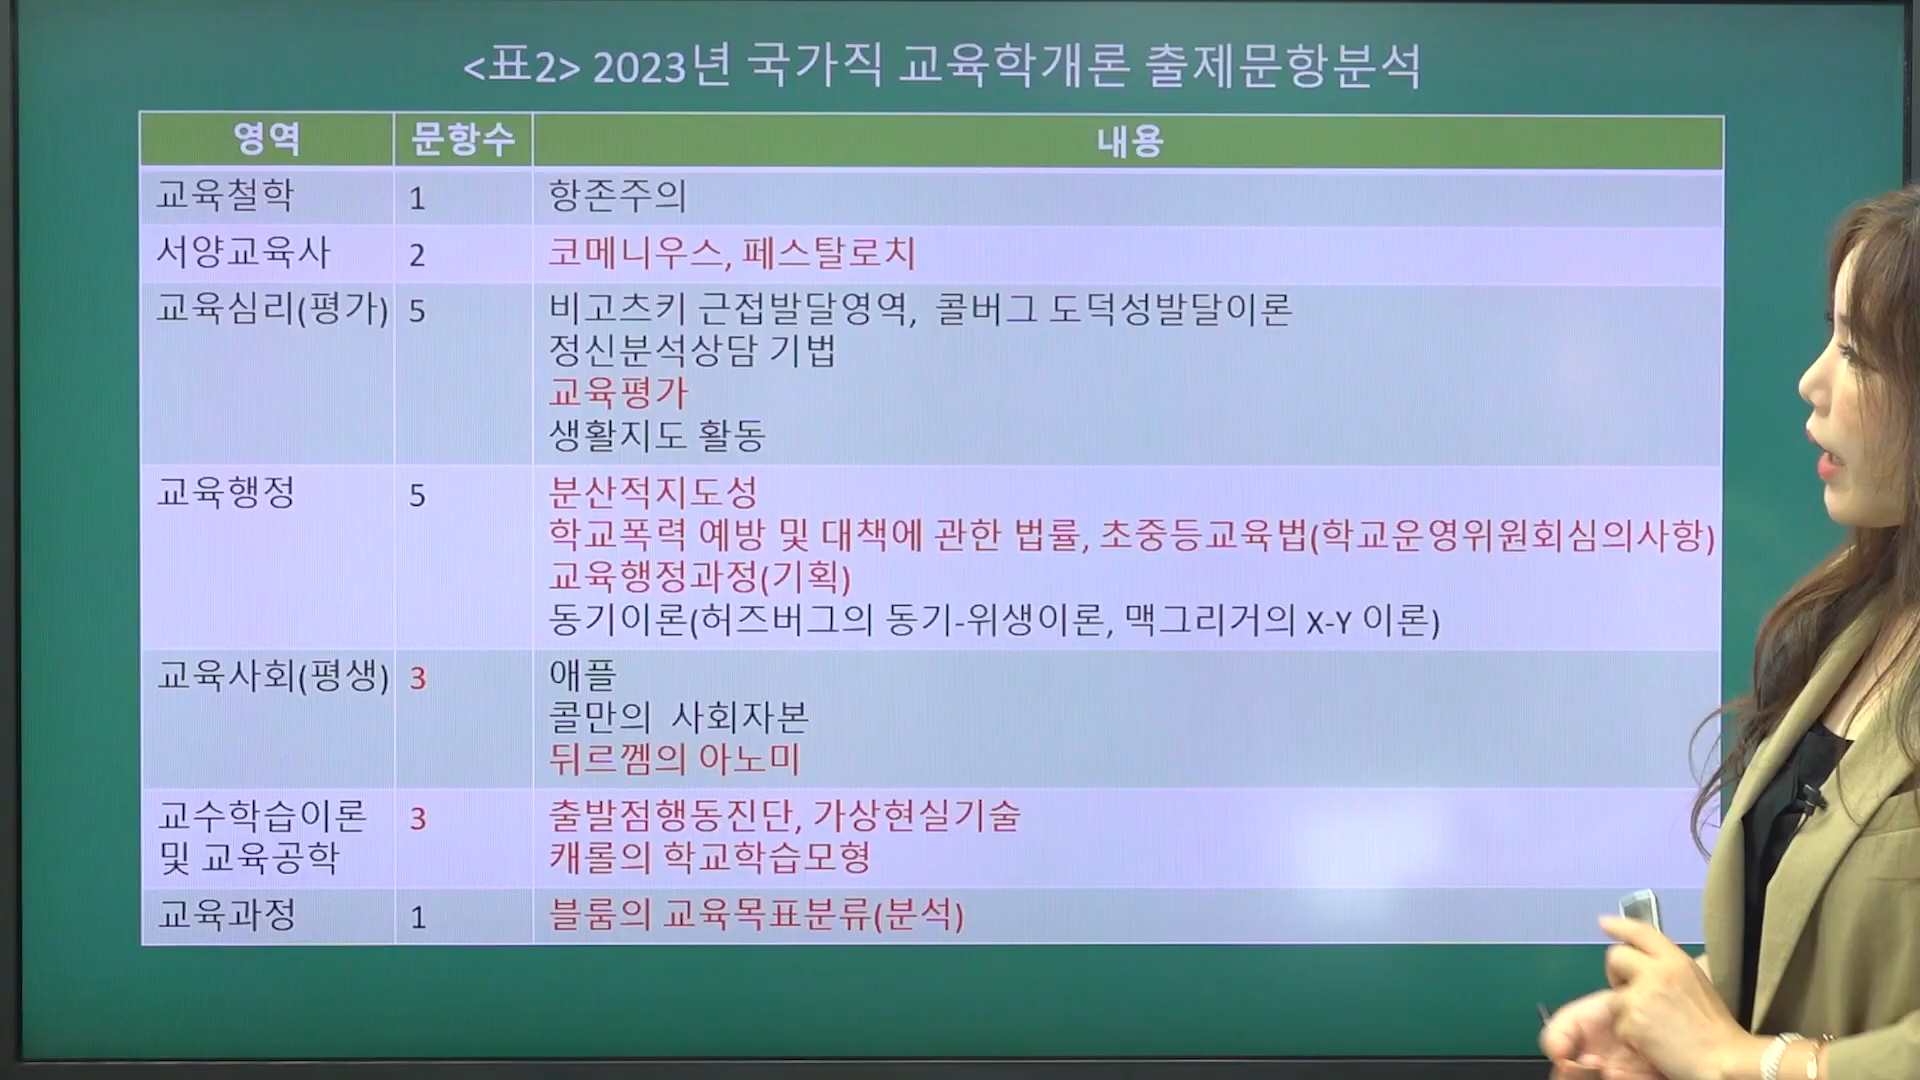 <표2> 2023년 국가직 교육학개론 출제문항분석
영역 문항수 내용
교육철학 1 항존주의
서양교육사 2 코메니우스, 페스탈로치
교육심리(평가) 5 비고츠키 근접발달영역, 콜버그 도덕성발달이론
정신분석상담 기법
교육평가
생활지도 활동
교육행정 5 분산적지도성
학교폭력 예방 및 대책에 관한 법률, 초중등교육법(학교운영위원회심의사항)
교육행정과정(기획)
동기이론(허즈버그의 동기-위생이론, 맥그리거의 X-Y 이론)
교육사회(평생) 3 애플
콜만의 사회자본
뒤르껨의 아노미
교수학습이론 및 교육공학 3 출발점행동진단, 가상현실기술
캐롤의 학교학습모형
교육과정 1 블룸의 교육목표분류(분석)